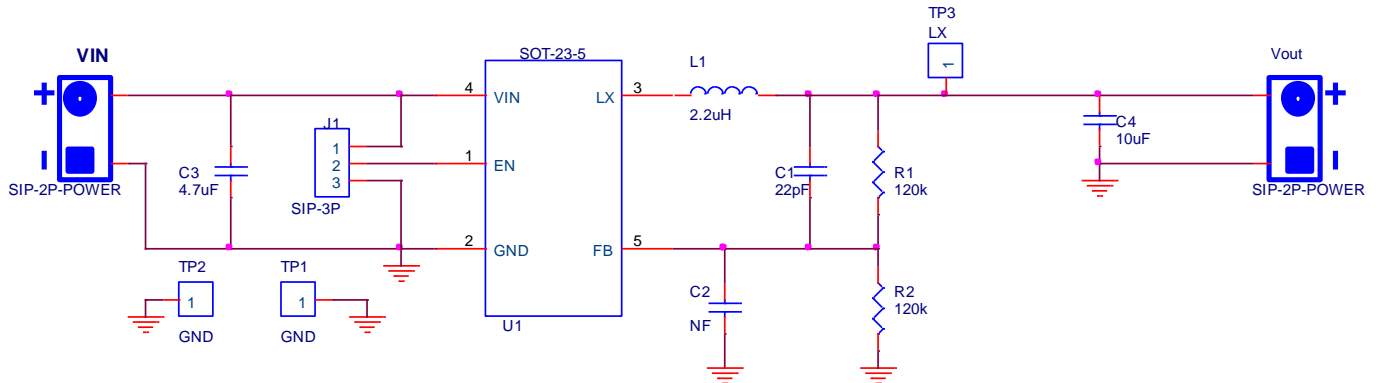 TP3
LX
VIN
SOT-23-5
L1
Vout
+
4
VIN
LX
3
1
+
2.2uH
J1
C4
10uF
1
2
3
1
EN
-
C3
4.7uF
C1
22pF
R1
120k
-
SIP-2P-POWER
SIP-2P-POWER
SIP-3P
2
GND
FB
5
TP2
TP1
1
1
C2
NF
R2
120k
GND
GND
U1